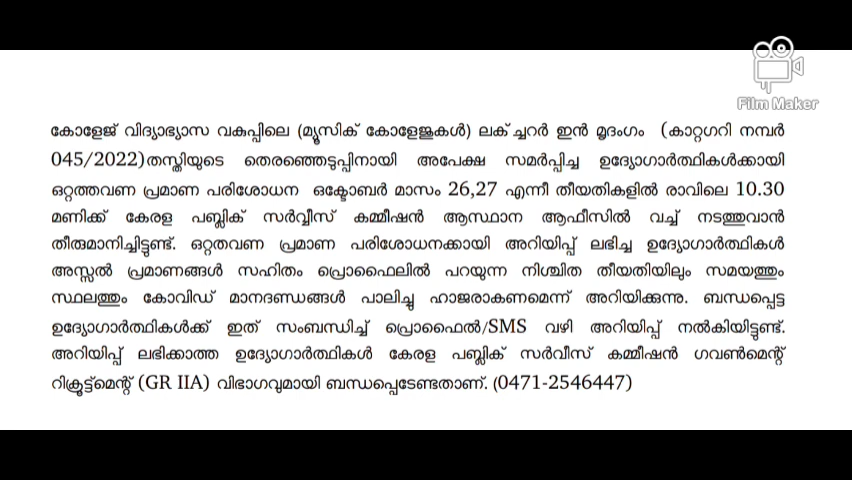 Film Maker
കോളേജ് വിദ്യാഭ്യാസ വകുപ്പിലെ (മ്യൂസിക് കോളേജുകൾ) ലക്ച്ചറർ ഇൻ മൃദംഗം (കാറ്റഗറി നമ്പർ
045/2022)തസ്തിയുടെ തെരഞ്ഞെടുപ്പിനായി അപേക്ഷ സമർപ്പിച്ച ഉദ്യോഗാർത്ഥികൾക്കായി
ഒറ്റത്തവണ പ്രമാണ പരിശോധന ഒക്ടോബർ മാസം 26,27 എന്നീ തീയതികളിൽ രാവിലെ 10.30
മണിക്ക് കേരള പബ്ലിക് സർവ്വീസ് കമ്മീഷൻ ആസ്ഥാന ആഫീസിൽ വച്ച് നടത്തുവാൻ
തീരുമാനിച്ചിട്ടുണ്ട്. ഒറ്റതവണ പ്രമാണ പരിശോധനക്കായി അറിയിപ്പ് ലഭിച്ച ഉദ്യോഗാർത്ഥികൾ
അസ്സൽ പ്രമാണങ്ങൾ സഹിതം പ്രൊഫൈലിൽ പറയുന്ന നിശ്ചിത തീയതിയിലും സമയത്തും
സ്ഥലത്തും കോവിഡ് മാനദണ്ഡങ്ങൾ പാലിച്ചു ഹാജരാകണമെന്ന് അറിയിക്കുന്നു. ബന്ധപ്പെട്ട
ഉദ്യോഗാർത്ഥികൾക്ക് ഇത് സംബന്ധിച്ച് പ്രൊഫൈൽ/SMS വഴി അറിയിപ്പ് നൽകിയിട്ടുണ്ട്.
അറിയിപ്പ് ലഭിക്കാത്ത ഉദ്യോഗാർത്ഥികൾ കേരള പബ്ലിക് സർവീസ് കമ്മീഷൻ ഗവൺമെന്റ്
റിക്രൂട്ട്മെന്റ് (GR IIA) വിഭാഗവുമായി ബന്ധപ്പെടേണ്ടതാണ്. (0471-2546447)